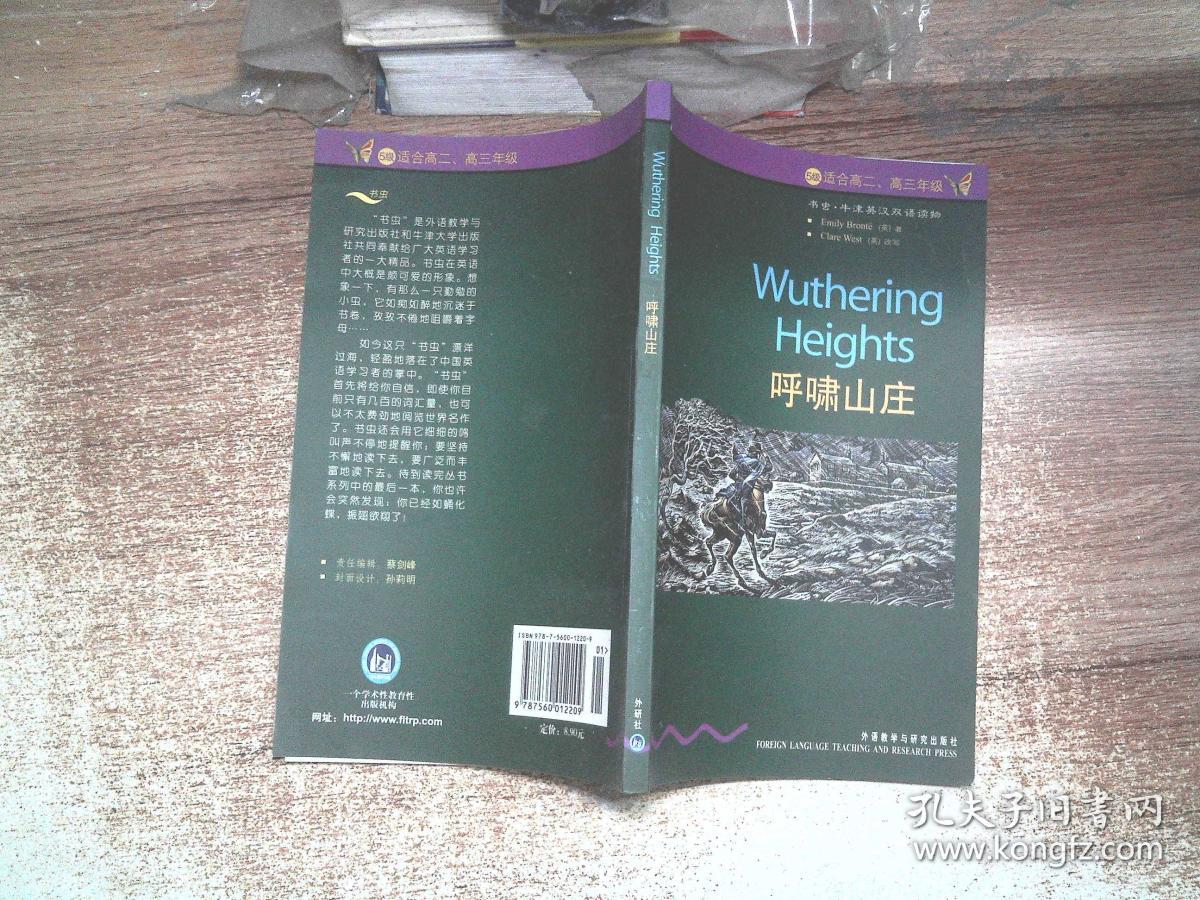 5级 适合高二、高三年级
书虫
“书虫”是外语教学与
研究出版社和牛津大学出版
社共同奉献给广大英语学习
者的一大精品。书虫在英语
中大概是颇可爱的形象。想
象一下，有那么一只勤勉的
小虫，它如痴如醉地沉迷于
书卷，孜孜不倦地咀嚼着字
母……
如今这只“书虫”漂洋
过海，轻盈地落在了中国英
语学习者的掌中。“书虫”
首先将给你自信，即使你目
前只有几百的词汇量，也可
以不太费劲地阅览世界名作
了。书虫还会用它细细的鸣
叫声不停地提醒你：要坚持
不懈地读下去，要广泛而丰
富地读下去。待到读完丛书
系列中的最后一本，你也许
会突然发现：你已经如蛹化
蝶，振翅欲翔了！
责任编辑 蔡剑峰
封面设计：孙莉明
一个学术性教育性
出版机构
网址：http://www.fltrp.com
ISBN 978-7-5600-1220-9
01>
9 787560 012209
定价：8.90元
Wuthering Heights 呼啸山庄
外研社
5级 适合高二、高三年级
书虫·牛津英汉双语读物
Emily Brontë (英) 著
Clare West (英) 改写
Wuthering
Heights
呼啸山庄
外语教学与研究出版社
FOREIGN LANGUAGE TEACHING AND RESEARCH PRESS
孔夫子旧书网
www.kongfz.com